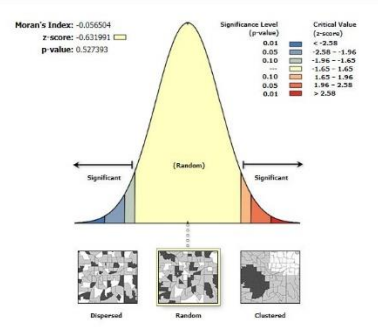 Moran's Index: -0.056504
z-score: -0.631991
p-value: 0.527393
Significance Level (p-value)
Critical Value (z-score)
0.01 < -2.58
0.05 -2.58 - -1.96
0.10 -1.96 - -1.65
--- -1.65 - 1.65
0.10 1.65 - 1.96
0.05 1.96 - 2.58
0.01 > 2.58
(Random)
Significant
Significant
Dispersed
Random
Clustered